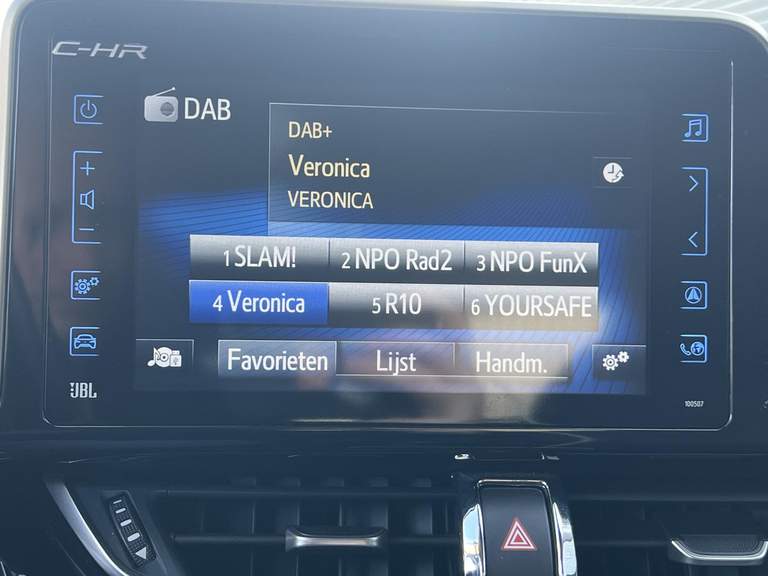 C-HR
DAB
DAB+
Veronica
VERONICA
1 SLAM! 2 NPO Rad2 3 NPO FunX
4 Veronica 5 R10 6 YOURSAFE
Favorieten Lijst Handm.
JBL
100507